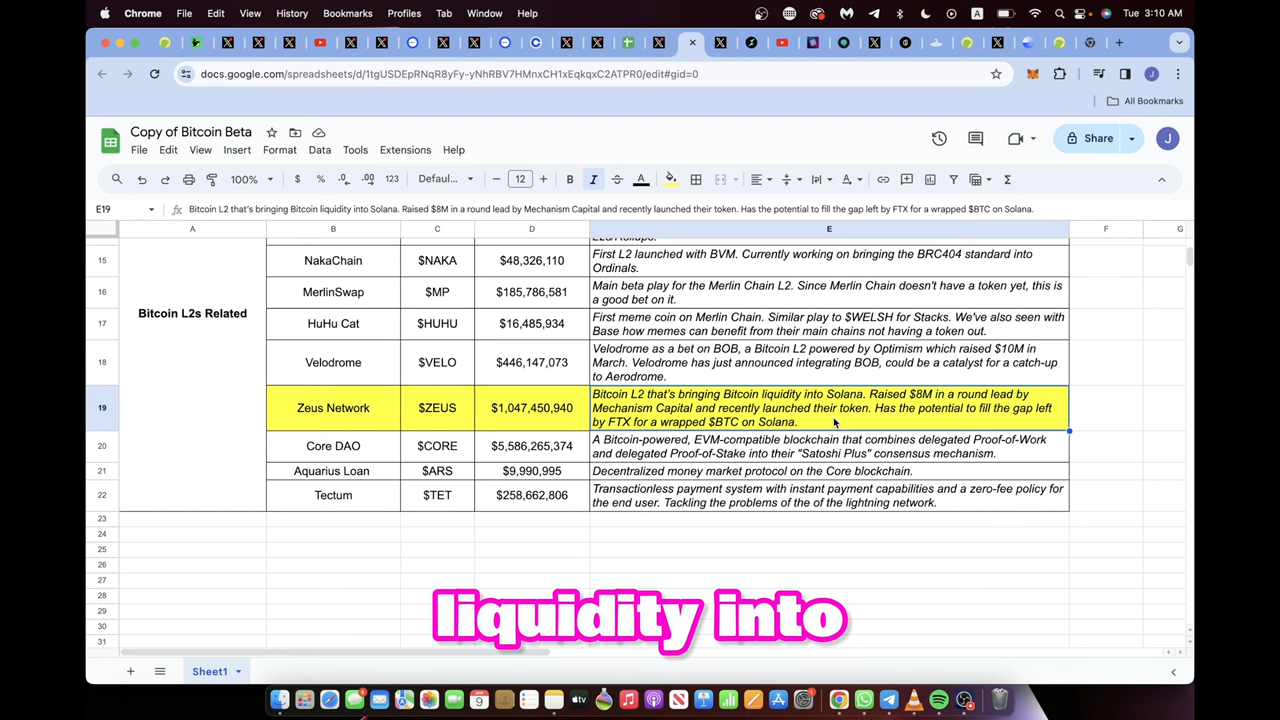 Chrome File Edit View History Bookmarks Profiles Tab Window Help A Tue 3:10 AM
docs.google.com/spreadsheets/d/1tgUSDEpRNqR8yFy-yNhRBV7HMnxCH1xEqkqxC2ATPR0/edit#gid=0 J
All Bookmarks
Copy of Bitcoin Beta
File Edit View Insert Format Data Tools Extensions Help
Share J
100% $ % .0 .00 123 Defaul... 12 B I A
E19 fx Bitcoin L2 that's bringing Bitcoin liquidity into Solana. Raised $8M in a round lead by Mechanism Capital and recently launched their token. Has the potential to fill the gap left by FTX for a wrapped $BTC on Solana.
A B C D E F G
L2s/Rollups.
15 NakaChain $NAKA $48,326,110 First L2 launched with BVM. Currently working on bringing the BRC404 standard into
Ordinals.
16 MerlinSwap $MP $185,786,581 Main beta play for the Merlin Chain L2. Since Merlin Chain doesn't have a token yet, this is
a good bet on it.
Bitcoin L2s Related
17 HuHu Cat $HUHU $16,485,934 First meme coin on Merlin Chain. Similar play to $WELSH for Stacks. We've also seen with
Base how memes can benefit from their main chains not having a token out.
18 Velodrome $VELO $446,147,073 Velodrome as a bet on BOB, a Bitcoin L2 powered by Optimism which raised $10M in
March. Velodrome has just announced integrating BOB, could be a catalyst for a catch-up
to Aerodrome.
19 Zeus Network $ZEUS $1,047,450,940 Bitcoin L2 that's bringing Bitcoin liquidity into Solana. Raised $8M in a round lead by
Mechanism Capital and recently launched their token. Has the potential to fill the gap left
by FTX for a wrapped $BTC on Solana.
20 Core DAO $CORE $5,586,265,374 A Bitcoin-powered, EVM-compatible blockchain that combines delegated Proof-of-Work
and delegated Proof-of-Stake into their "Satoshi Plus" consensus mechanism.
21 Aquarius Loan $ARS $9,990,995 Decentralized money market protocol on the Core blockchain.
22 Tectum $TET $258,662,806 Transactionless payment system with instant payment capabilities and a zero-fee policy for
the end user. Tackling the problems of the of the lightning network.
23
24
25
26
27
28
29
30
31
liquidity into
Sheet1